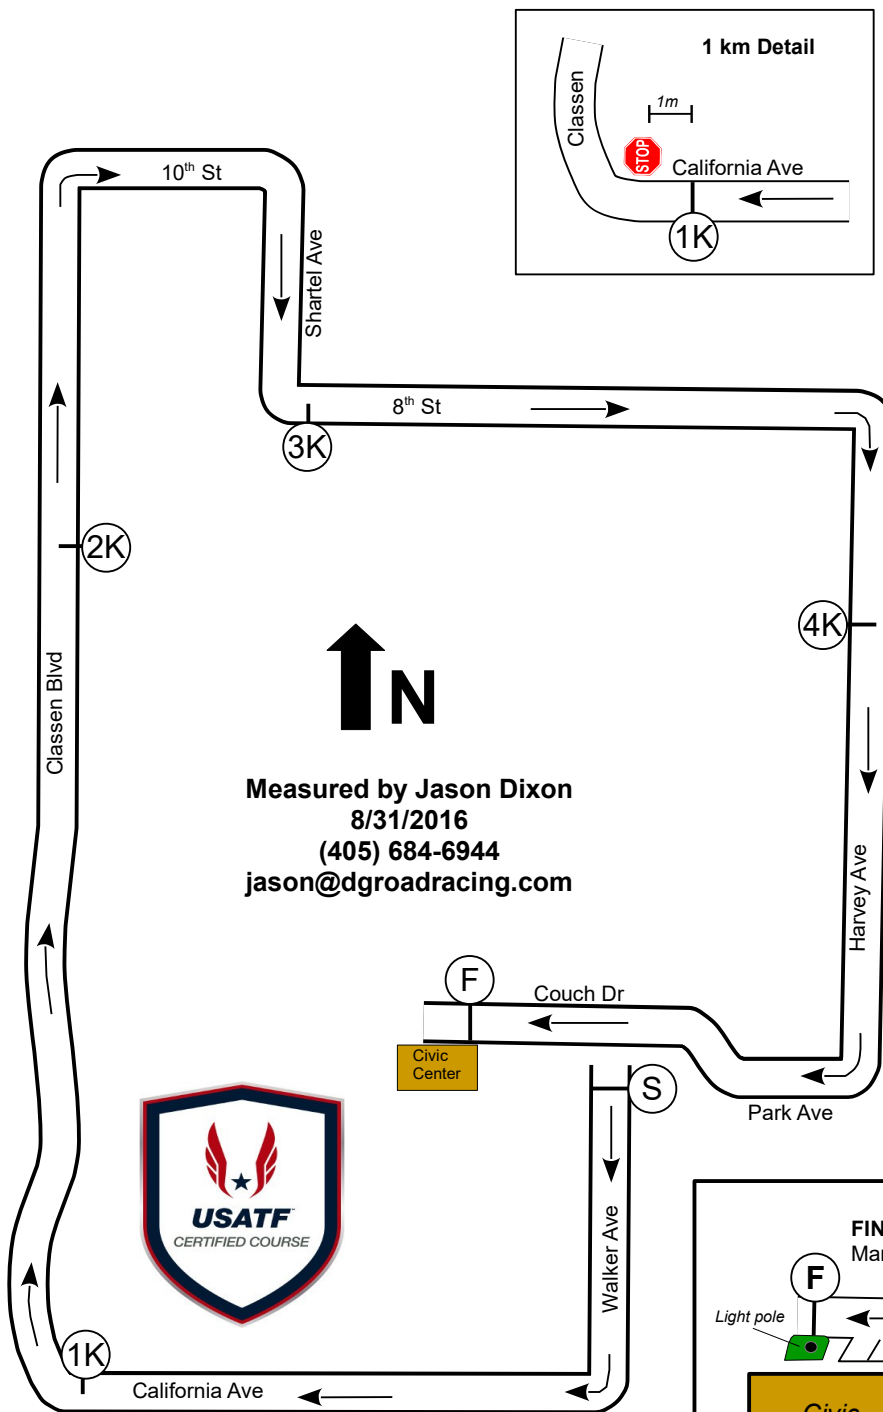 1 km Detail
Classen
1m
STOP
California Ave
1K
10th St
Shartel Ave
8th St
3K
2K
4K
Classen Blvd
N
Measured by Jason Dixon
8/31/2016
(405) 684-6944
jason@dgroadracing.com
Harvey Ave
F
Couch Dr
Civic
Center
S
Park Ave
USATF
CERTIFIED COURSE
Walker Ave
1K
California Ave
F
Light pole